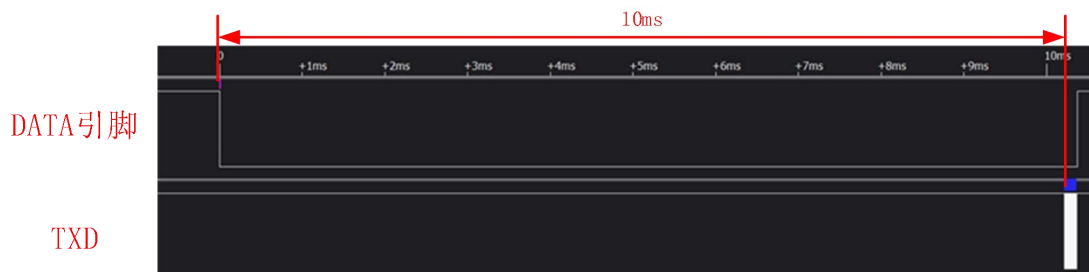 10ms
0 +1ms +2ms +3ms +4ms +5ms +6ms +7ms +8ms +9ms 10ms
DATA引脚
TXD